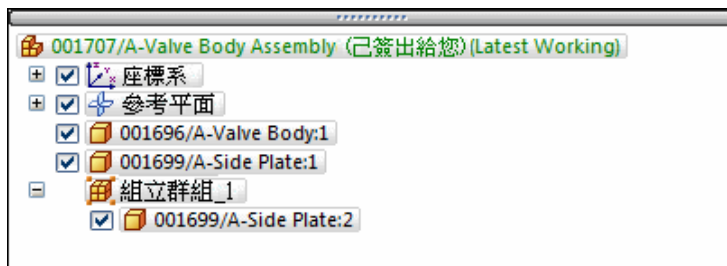 001707/A-Valve Body Assembly (已簽出給您)(Latest Working)
座標系
參考平面
001696/A-Valve Body:1
001699/A-Side Plate:1
組立群組_1
001699/A-Side Plate:2